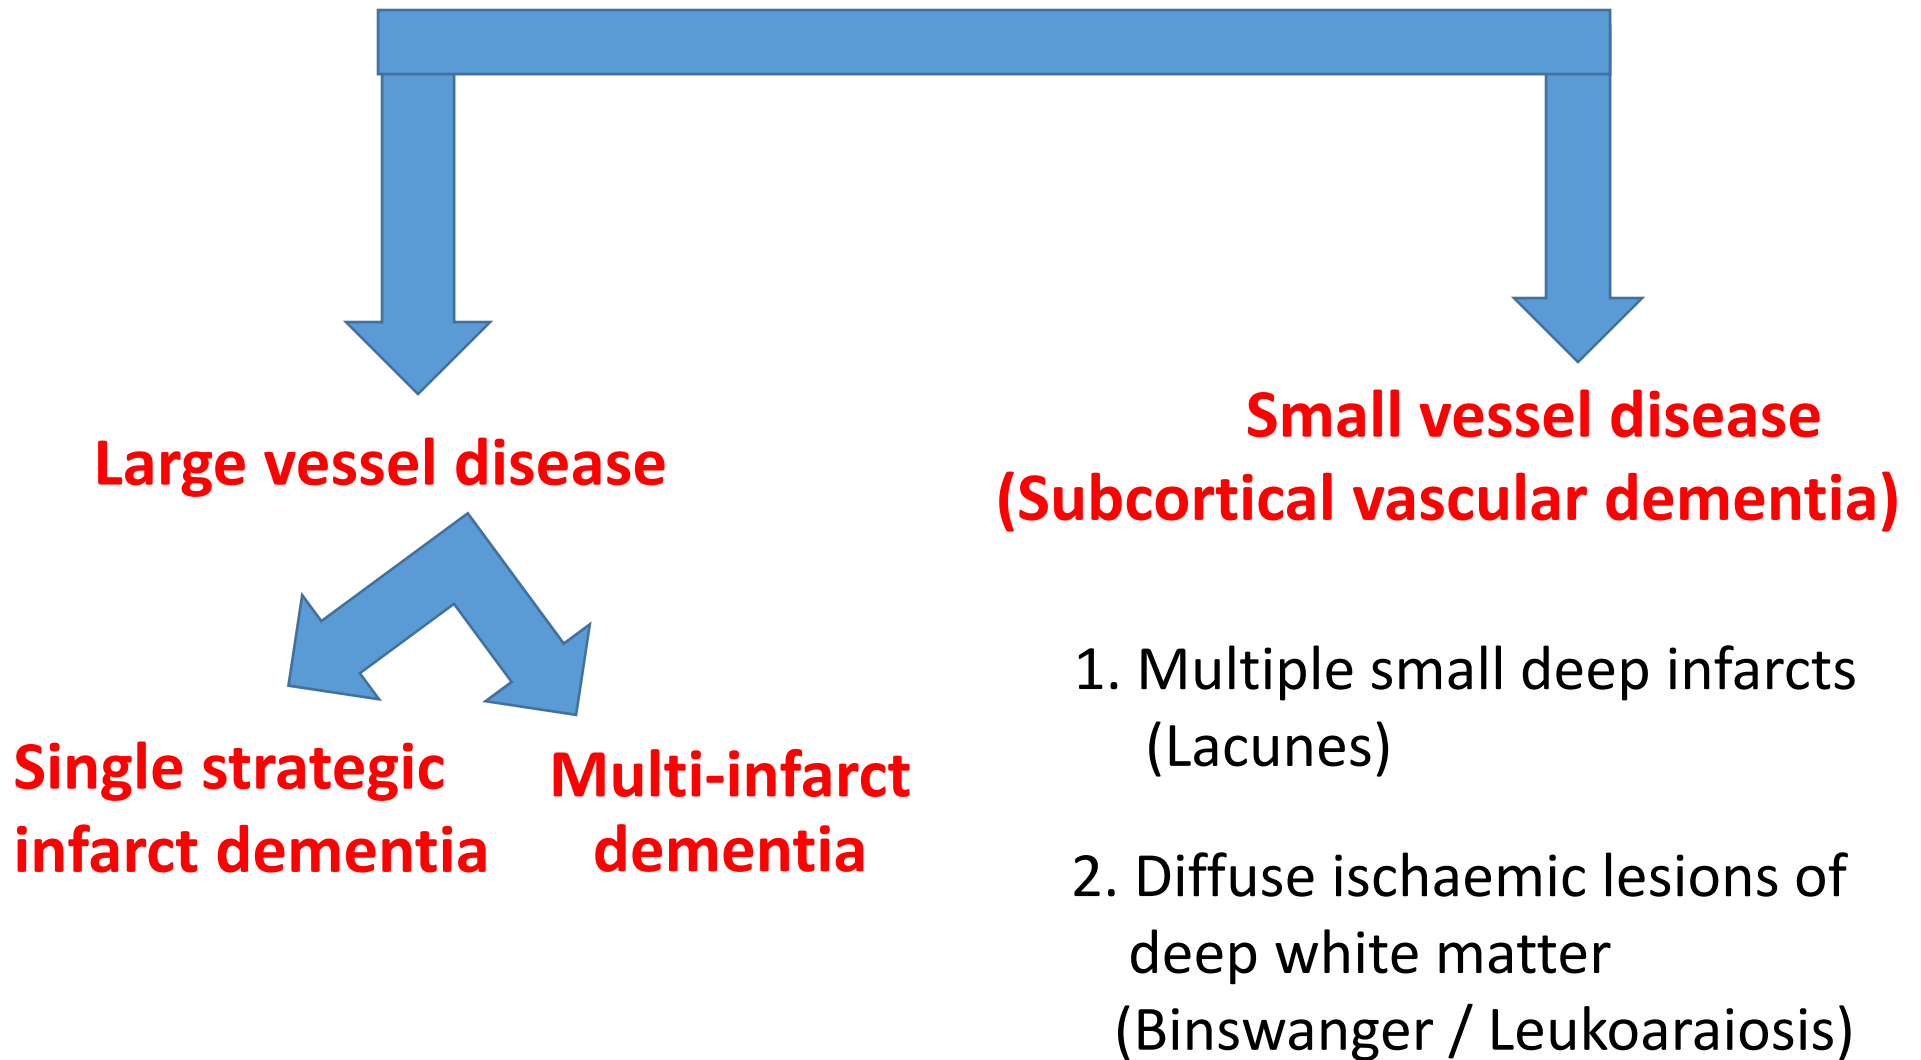 Large vessel disease
Single strategic
infarct dementia
Multi-infarct
dementia
Small vessel disease
(Subcortical vascular dementia)
1. Multiple small deep infarcts
(Lacunes)
2. Diffuse ischaemic lesions of
deep white matter
(Binswanger / Leukoaraiosis)